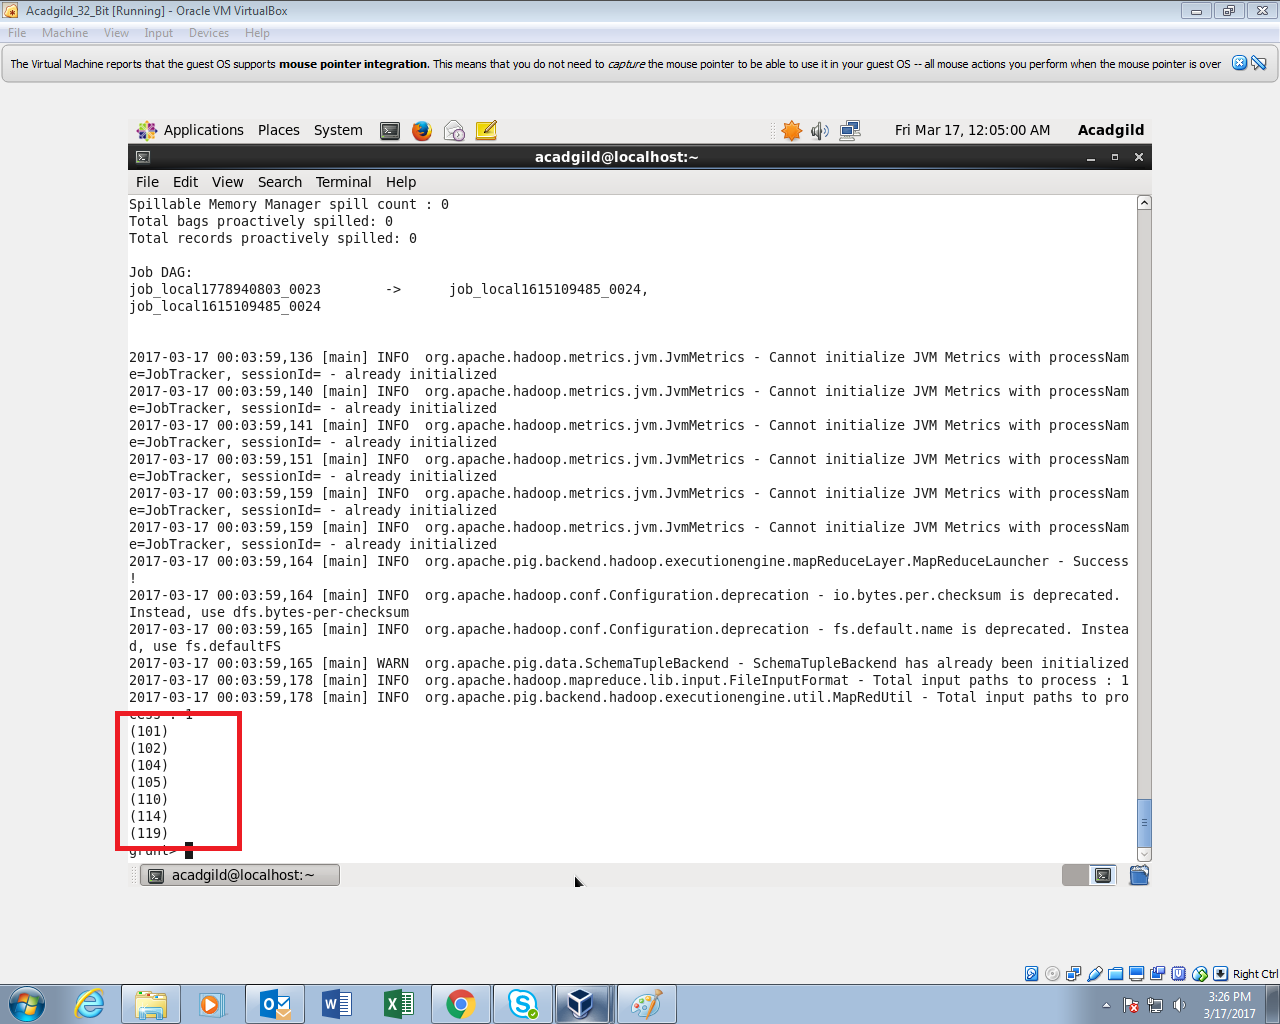 Acadgild_32_Bit [Running] - Oracle VM VirtualBox
File Machine View Input Devices Help
The Virtual Machine reports that the guest OS supports mouse pointer integration. This means that you do not need to capture the mouse pointer to be able to use it in your guest OS -- all mouse actions you perform when the mouse pointer is over
Applications Places System Fri Mar 17, 12:05:00 AM Acadgild
acadgild@localhost:~
File Edit View Search Terminal Help
Spillable Memory Manager spill count : 0
Total bags proactively spilled: 0
Total records proactively spilled: 0
Job DAG:
job_local1778940803_0023 -> job_local1615109485_0024,
job_local1615109485_0024
2017-03-17 00:03:59,136 [main] INFO org.apache.hadoop.metrics.jvm.JvmMetrics - Cannot initialize JVM Metrics with processNam
e=JobTracker, sessionId= - already initialized
2017-03-17 00:03:59,140 [main] INFO org.apache.hadoop.metrics.jvm.JvmMetrics - Cannot initialize JVM Metrics with processNam
e=JobTracker, sessionId= - already initialized
2017-03-17 00:03:59,141 [main] INFO org.apache.hadoop.metrics.jvm.JvmMetrics - Cannot initialize JVM Metrics with processNam
e=JobTracker, sessionId= - already initialized
2017-03-17 00:03:59,151 [main] INFO org.apache.hadoop.metrics.jvm.JvmMetrics - Cannot initialize JVM Metrics with processNam
e=JobTracker, sessionId= - already initialized
2017-03-17 00:03:59,159 [main] INFO org.apache.hadoop.metrics.jvm.JvmMetrics - Cannot initialize JVM Metrics with processNam
e=JobTracker, sessionId= - already initialized
2017-03-17 00:03:59,159 [main] INFO org.apache.hadoop.metrics.jvm.JvmMetrics - Cannot initialize JVM Metrics with processNam
e=JobTracker, sessionId= - already initialized
2017-03-17 00:03:59,164 [main] INFO org.apache.pig.backend.hadoop.executionengine.mapReduceLayer.MapReduceLauncher - Success
!
2017-03-17 00:03:59,164 [main] INFO org.apache.hadoop.conf.Configuration.deprecation - io.bytes.per.checksum is deprecated.
Instead, use dfs.bytes-per-checksum
2017-03-17 00:03:59,165 [main] INFO org.apache.hadoop.conf.Configuration.deprecation - fs.default.name is deprecated. Instea
d, use fs.defaultFS
2017-03-17 00:03:59,165 [main] WARN org.apache.pig.data.SchemaTupleBackend - SchemaTupleBackend has already been initialized
2017-03-17 00:03:59,178 [main] INFO org.apache.hadoop.mapreduce.lib.input.FileInputFormat - Total input paths to process : 1
2017-03-17 00:03:59,178 [main] INFO org.apache.pig.backend.hadoop.executionengine.util.MapRedUtil - Total input paths to pro
cess : 1
(101)
(102)
(104)
(105)
(110)
(114)
(119)
grunt>
acadgild@localhost:~
Right Ctrl
3:26 PM
3/17/2017